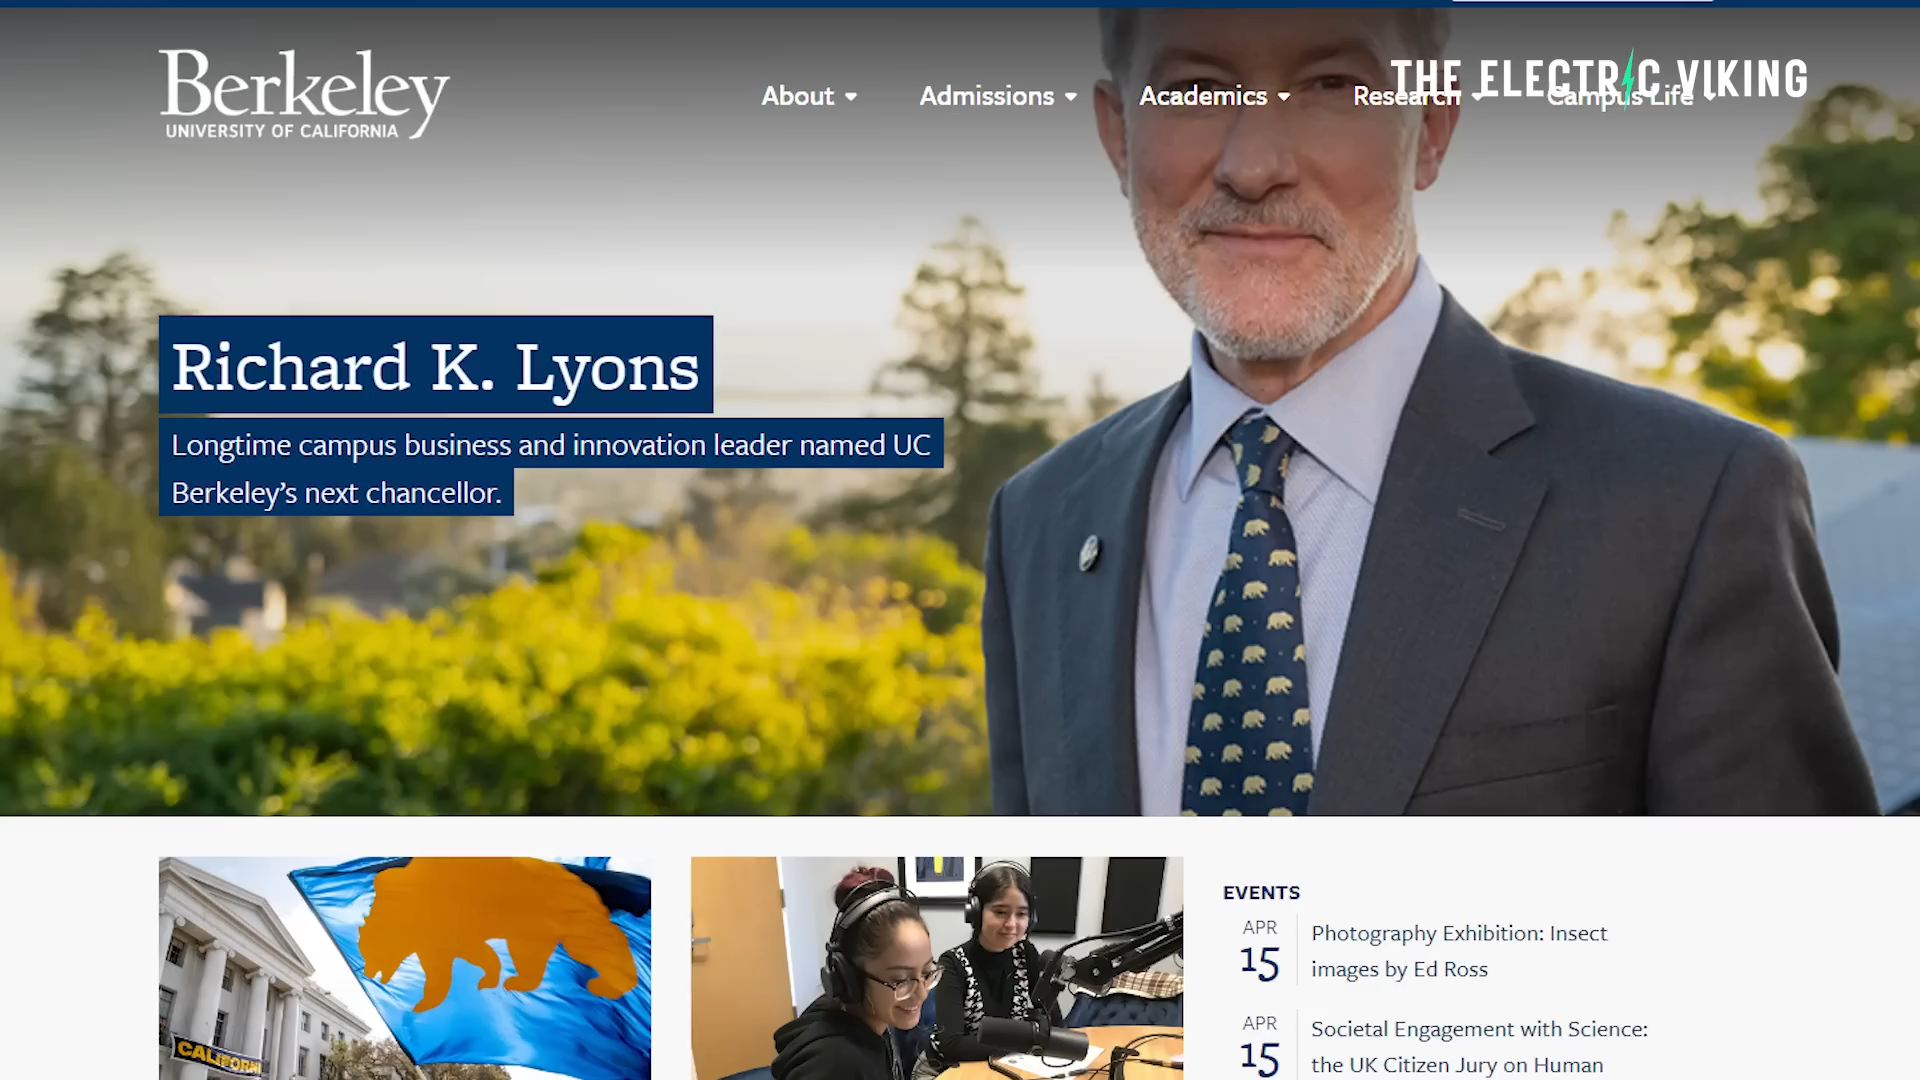 Berkeley
UNIVERSITY OF CALIFORNIA
About
Admissions
Academics
Research
Campus Life
THE ELECTRIC VIKING
Richard K. Lyons
Longtime campus business and innovation leader named UC
Berkeley’s next chancellor.
CALIFORNI
EVENTS
APR
15
Photography Exhibition: Insect
images by Ed Ross
APR
15
Societal Engagement with Science:
the UK Citizen Jury on Human